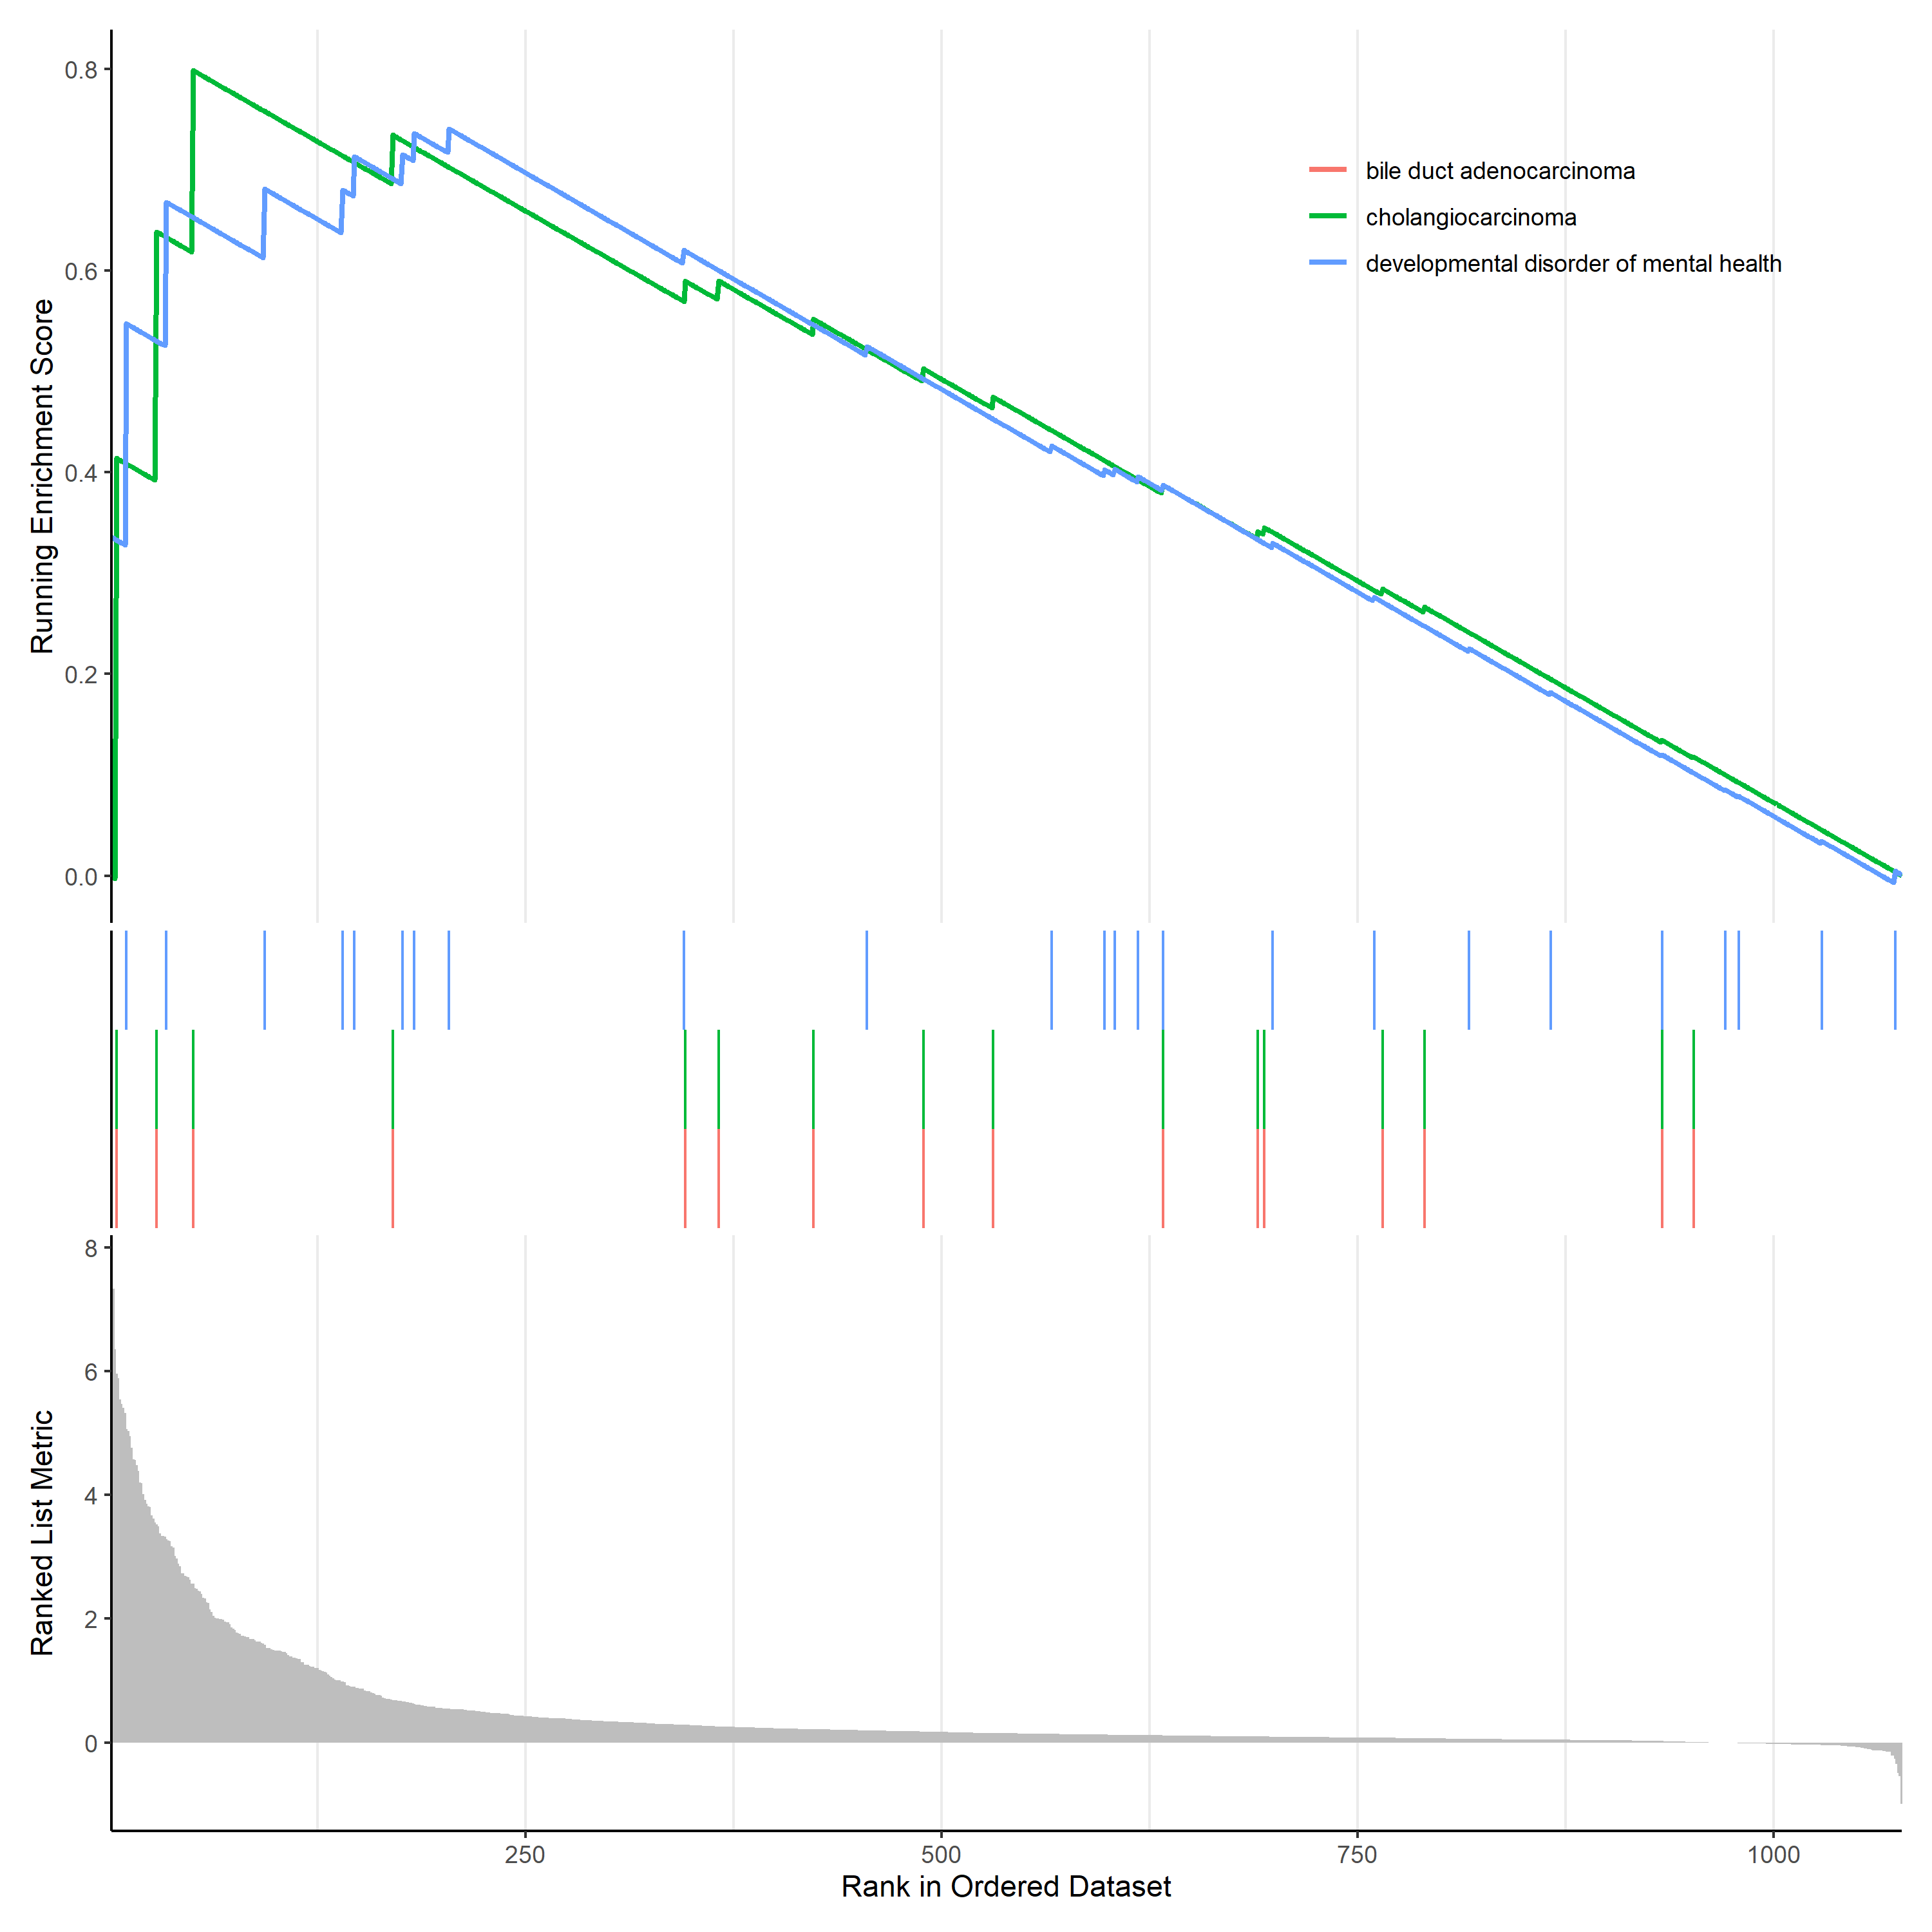 Running Enrichment Score
0.8
0.6
0.4
0.2
0.0
bile duct adenocarcinoma
cholangiocarcinoma
developmental disorder of mental health
Ranked List Metric
8
6
4
2
0
250 500 750 1000
Rank in Ordered Dataset